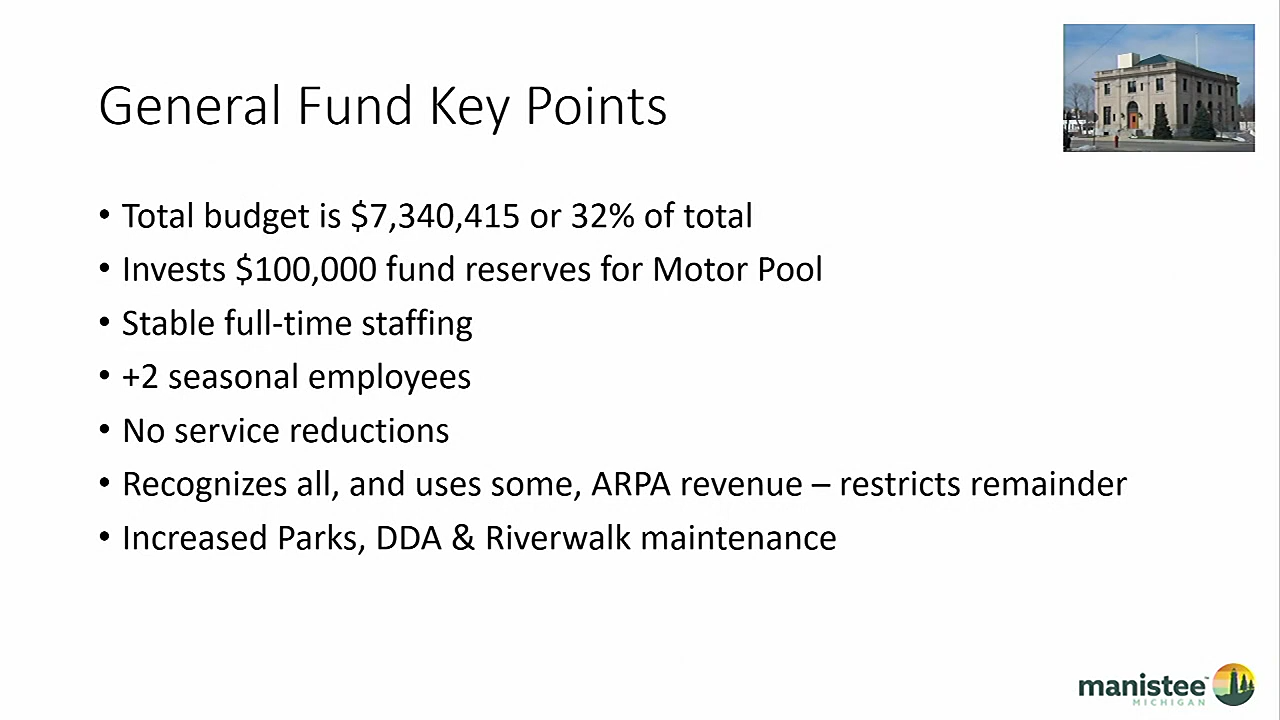 General Fund Key Points
• Total budget is $7,340,415 or 32% of total
• Invests $100,000 fund reserves for Motor Pool
• Stable full-time staffing
• +2 seasonal employees
• No service reductions
• Recognizes all, and uses some, ARPA revenue – restricts remainder
• Increased Parks, DDA & Riverwalk maintenance
manistee™
MICHIGAN